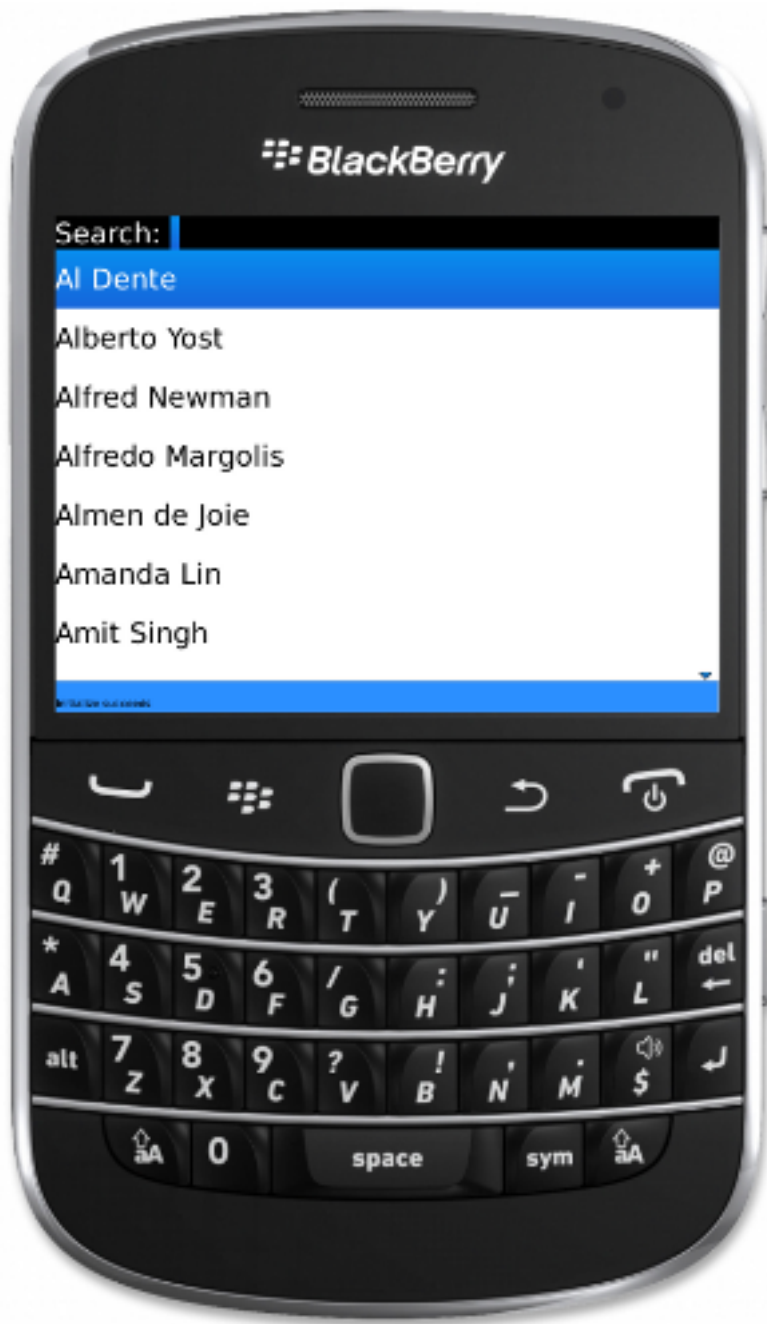 BlackBerry
Search:
Al Dente
Alberto Yost
Alfred Newman
Alfredo Margolis
Almen de Joie
Amanda Lin
Amit Singh
# 1 2 3 ( ) _ - + @
Q W E R T Y U I O P
* 4 5 6 / : ; ' " del
A S D F G H J K L
alt 7 8 9 ? ! , .
Z X C V B N M $
aA 0 space sym aA